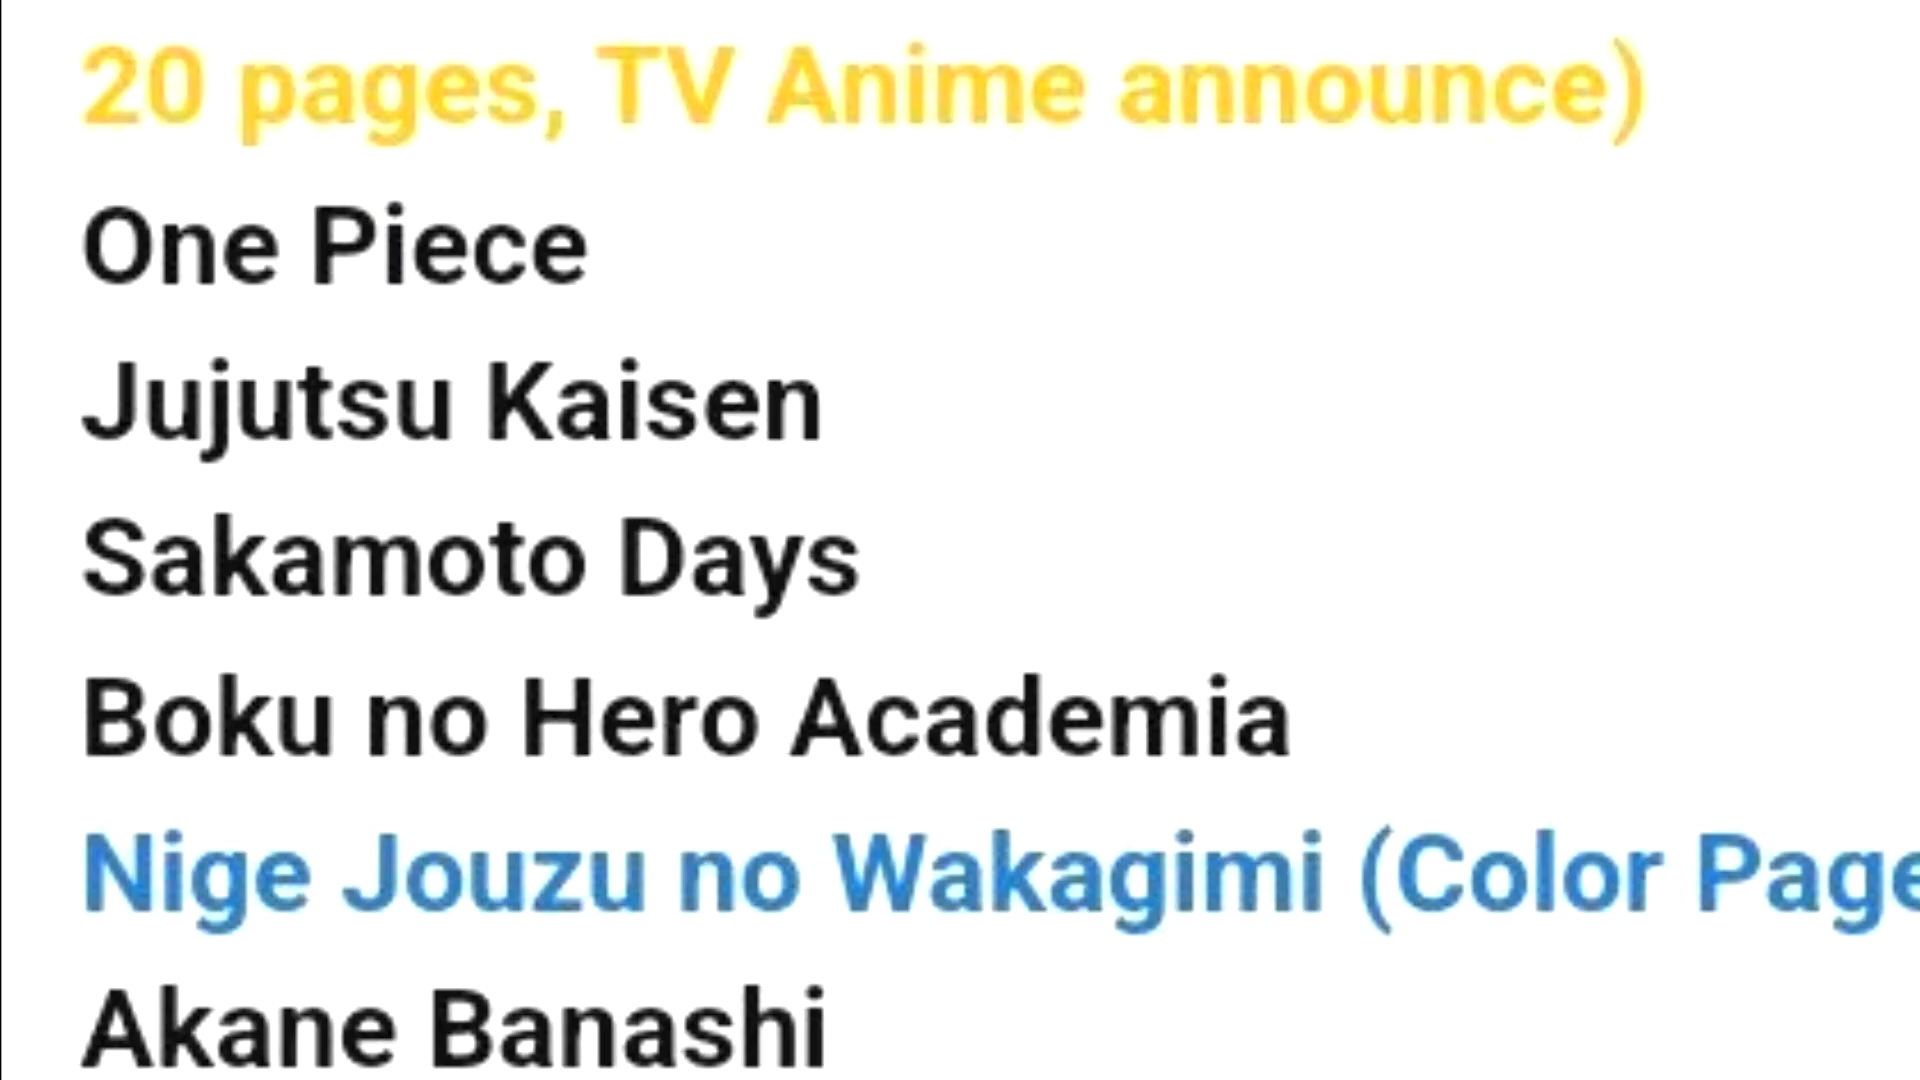 20 pages, TV Anime announce)
One Piece
Jujutsu Kaisen
Sakamoto Days
Boku no Hero Academia
Nige Jouzu no Wakagimi (Color Page
Akane Banashi